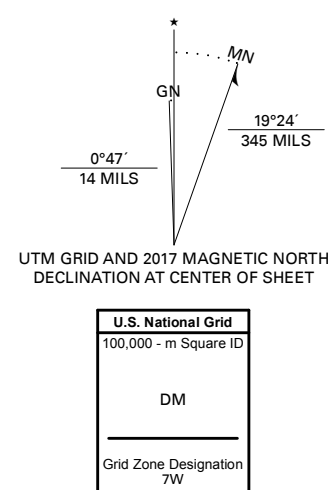 ★
MN
GN
19°24´
345 MILS
0°47´
14 MILS
UTM GRID AND 2017 MAGNETIC NORTH
DECLINATION AT CENTER OF SHEET
U.S. National Grid
100,000 - m Square ID
DM
Grid Zone Designation
7W